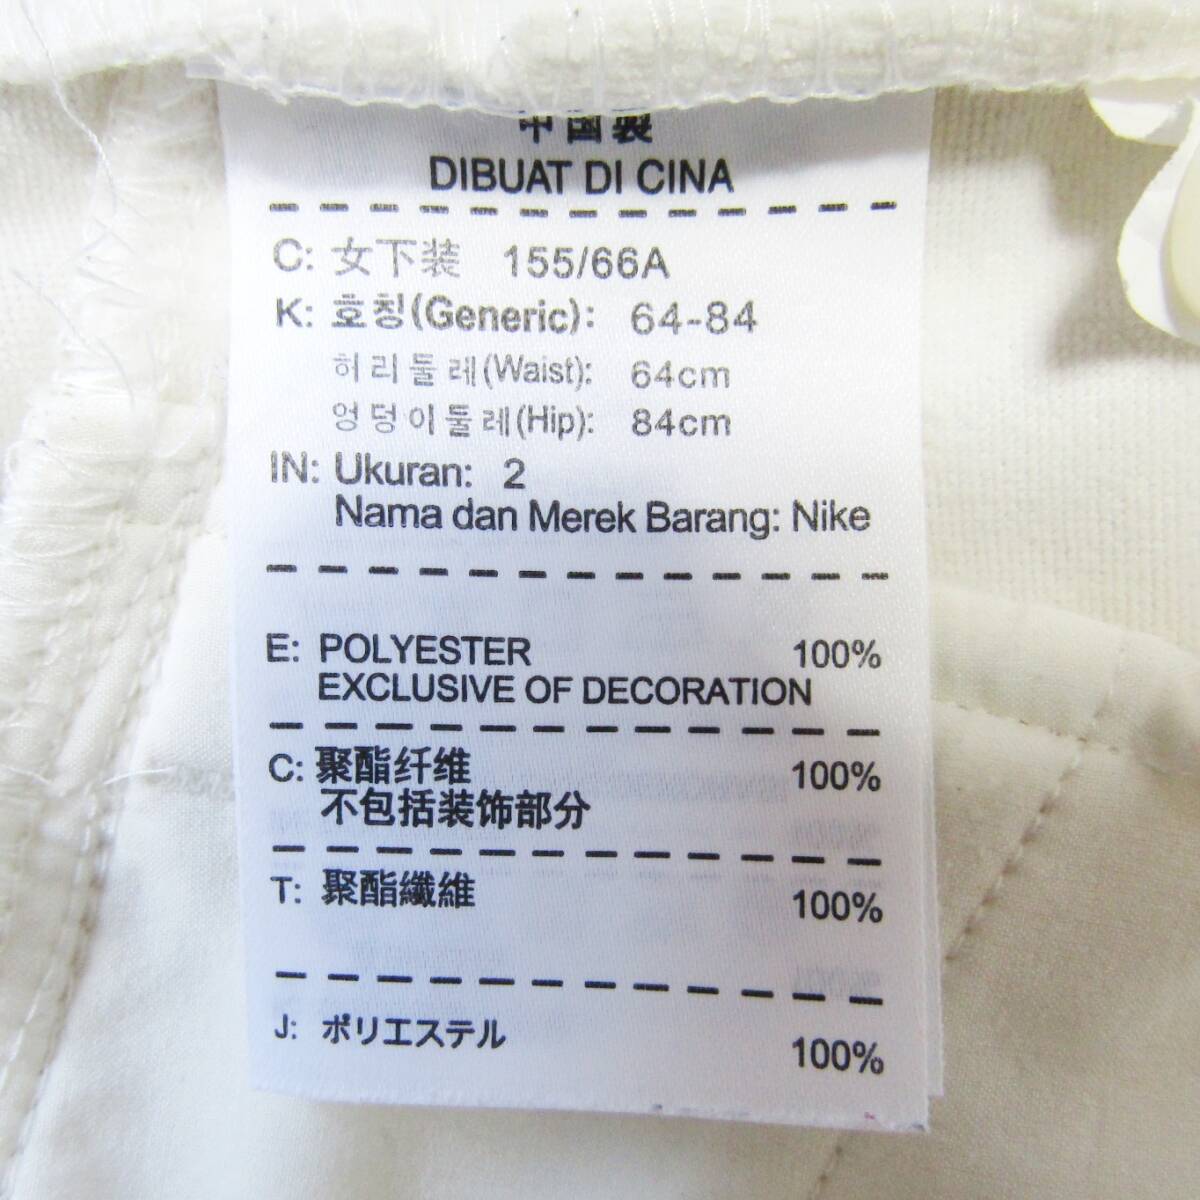 中国製
DIBUAT DI CINA
C: 女下装 155/66A
K: 호칭(Generic): 64-84
허리둘레(Waist): 64cm
엉덩이둘레(Hip): 84cm
IN: Ukuran: 2
Nama dan Merek Barang: Nike
E: POLYESTER 100%
EXCLUSIVE OF DECORATION
C: 聚酯纤维 100%
不包括装饰部分
T: 聚酯纖維 100%
J: ポリエステル 100%